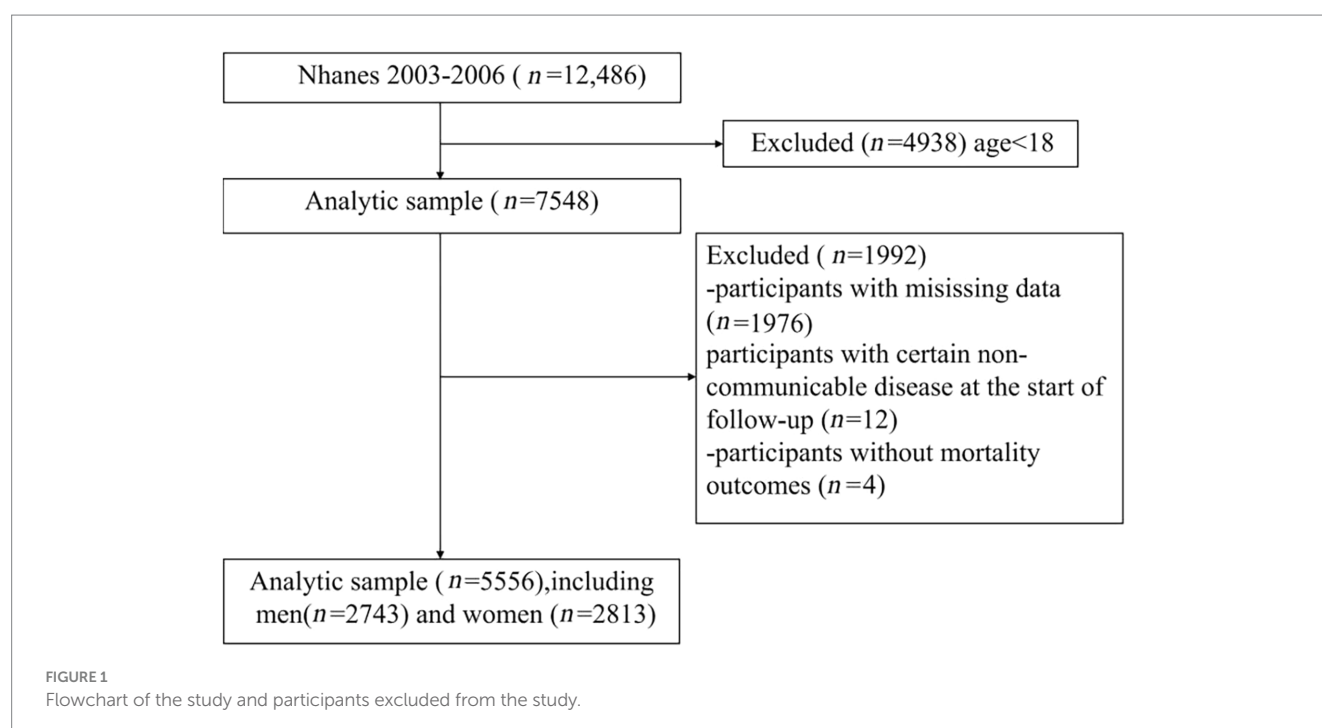 Nhanes 2003-2006 ( n=12,486)
Excluded (n=4938) age<18
Analytic sample ( n=7548)
Excluded ( n=1992)
-participants with misissing data
(n=1976)
participants with certain non-
communicable disease at the start of
follow-up (n=12)
-participants without mortality
outcomes (n=4)
Analytic sample ( n=5556),including
men(n=2743) and women (n=2813)
FIGURE 1
Flowchart of the study and participants excluded from the study.